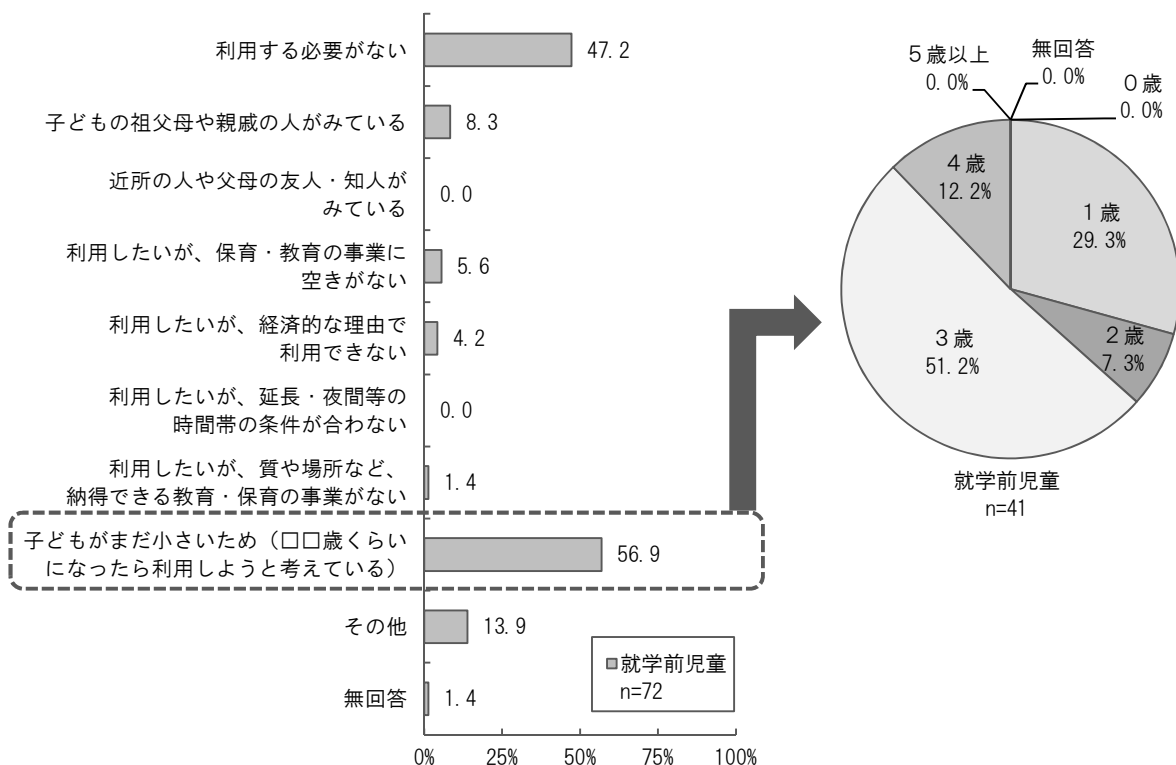 利用する必要がない
47.2
子どもの祖父母や親戚の人がみている
8.3
近所の人や父母の友人・知人が
みている
0.0
利用したいが、保育・教育の事業に
空きがない
5.6
利用したいが、経済的な理由で
利用できない
4.2
利用したいが、延長・夜間等の
時間帯の条件が合わない
0.0
利用したいが、質や場所など、
納得できる教育・保育の事業がない
1.4
子どもがまだ小さいため（□□歳くらい
になったら利用しようと考えている）
56.9
その他
13.9
無回答
1.4
就学前児童
n=72
0%
25%
50%
75%
100%
５歳以上
0.0%
無回答
0.0%
０歳
0.0%
１歳
29.3%
２歳
7.3%
３歳
51.2%
４歳
12.2%
就学前児童
n=41